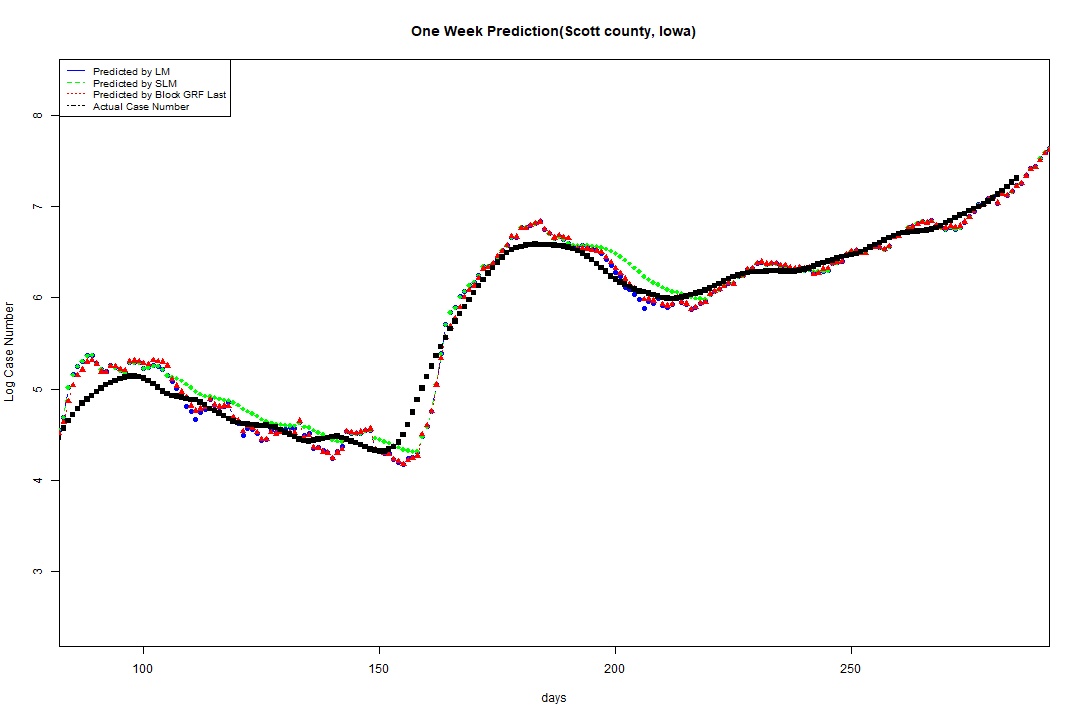 One Week Prediction(Scott county, Iowa)
Predicted by LM
Predicted by SLM
Predicted by Block GRF Last
Actual Case Number
8
7
6
5
4
3
Log Case Number
100 150 200 250
days